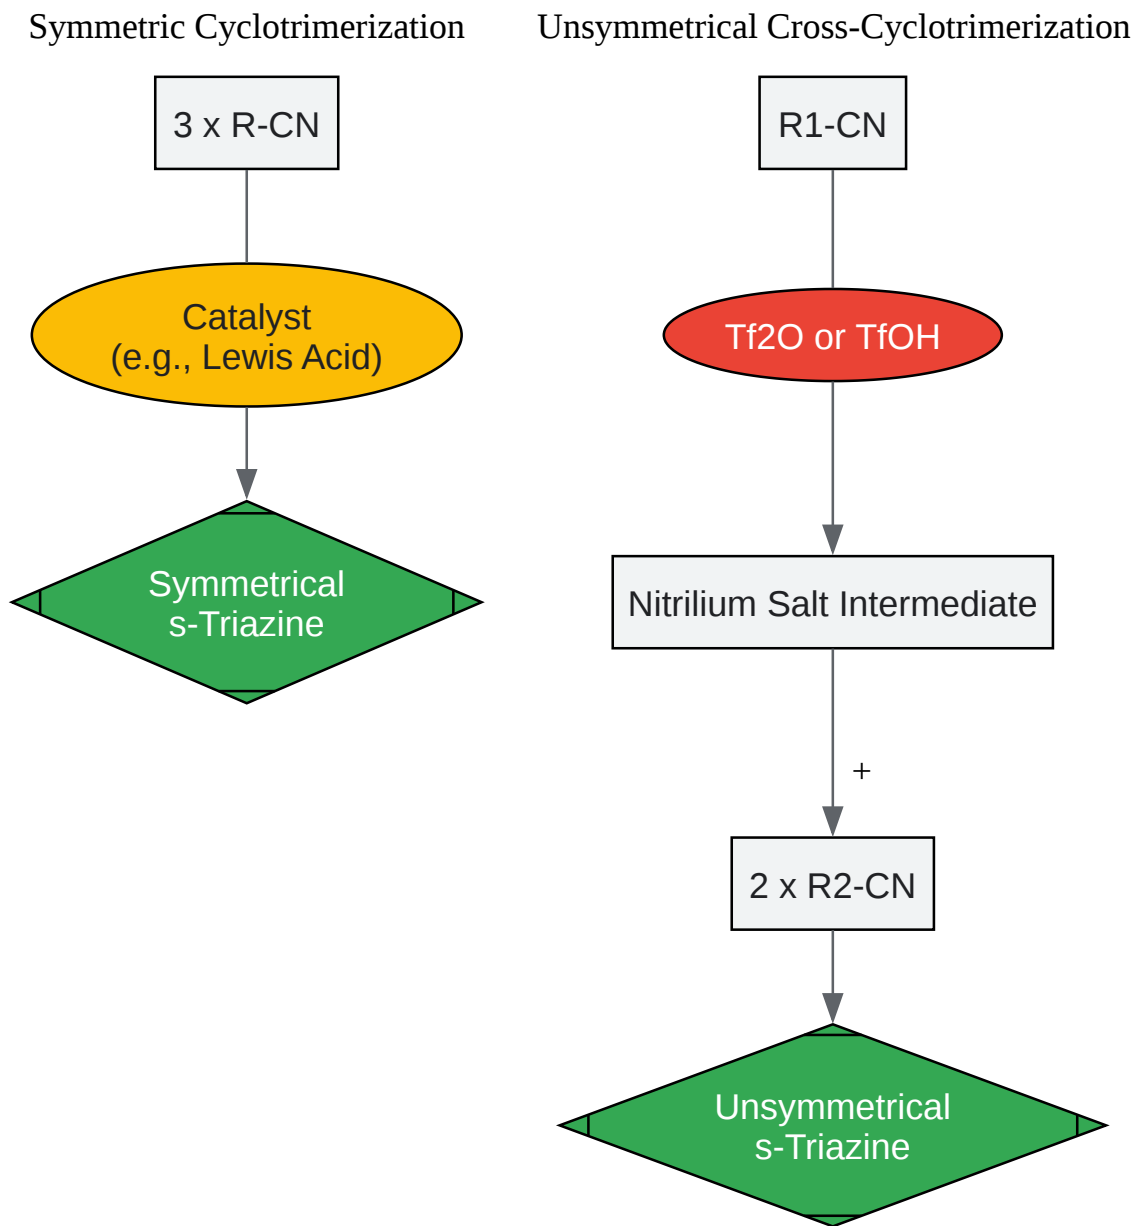 Symmetric Cyclotrimerization
3 x R-CN
Catalyst
(e.g., Lewis Acid)
Symmetrical
s-Triazine
Unsymmetrical Cross-Cyclotrimerization
R1-CN
Tf2O or TfOH
Nitrilium Salt Intermediate
+
2 x R2-CN
Unsymmetrical
s-Triazine